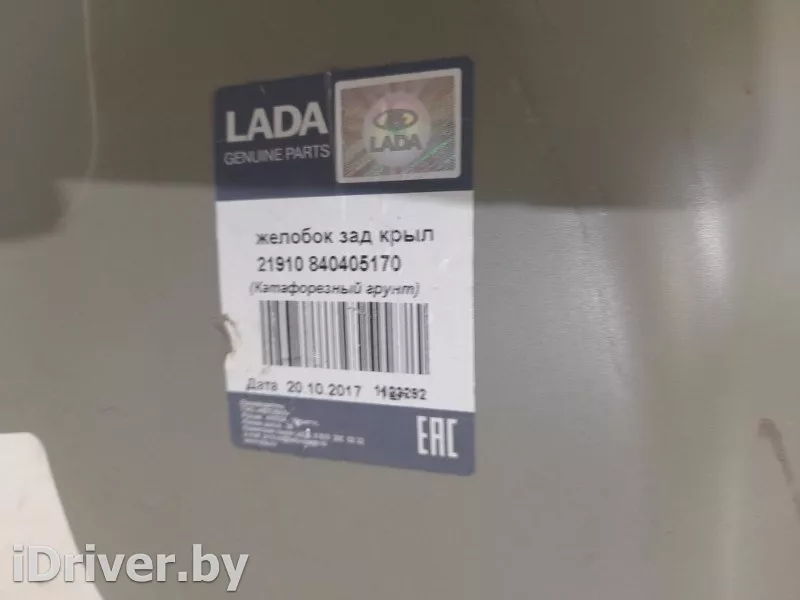 LADA
GENUINE PARTS
LADA
желобок зад крыл
21910 840405170
(Катафорезный грунт)
Дата 20.10.2017
EAC
iDriver.by